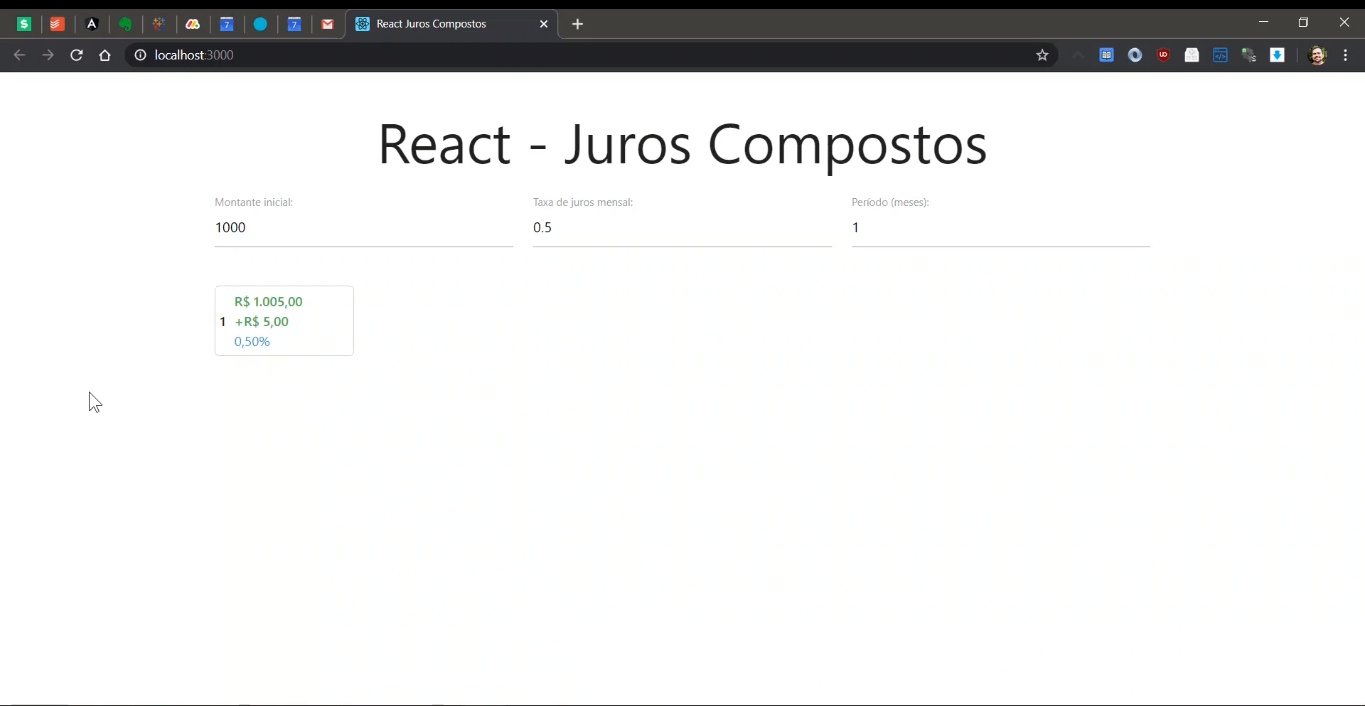 React Juros Compostos
localhost:3000
React - Juros Compostos
Montante inicial:
Taxa de juros mensal:
Período (meses):
1000
0.5
1
R$ 1.005,00
1 +R$ 5,00
0,50%